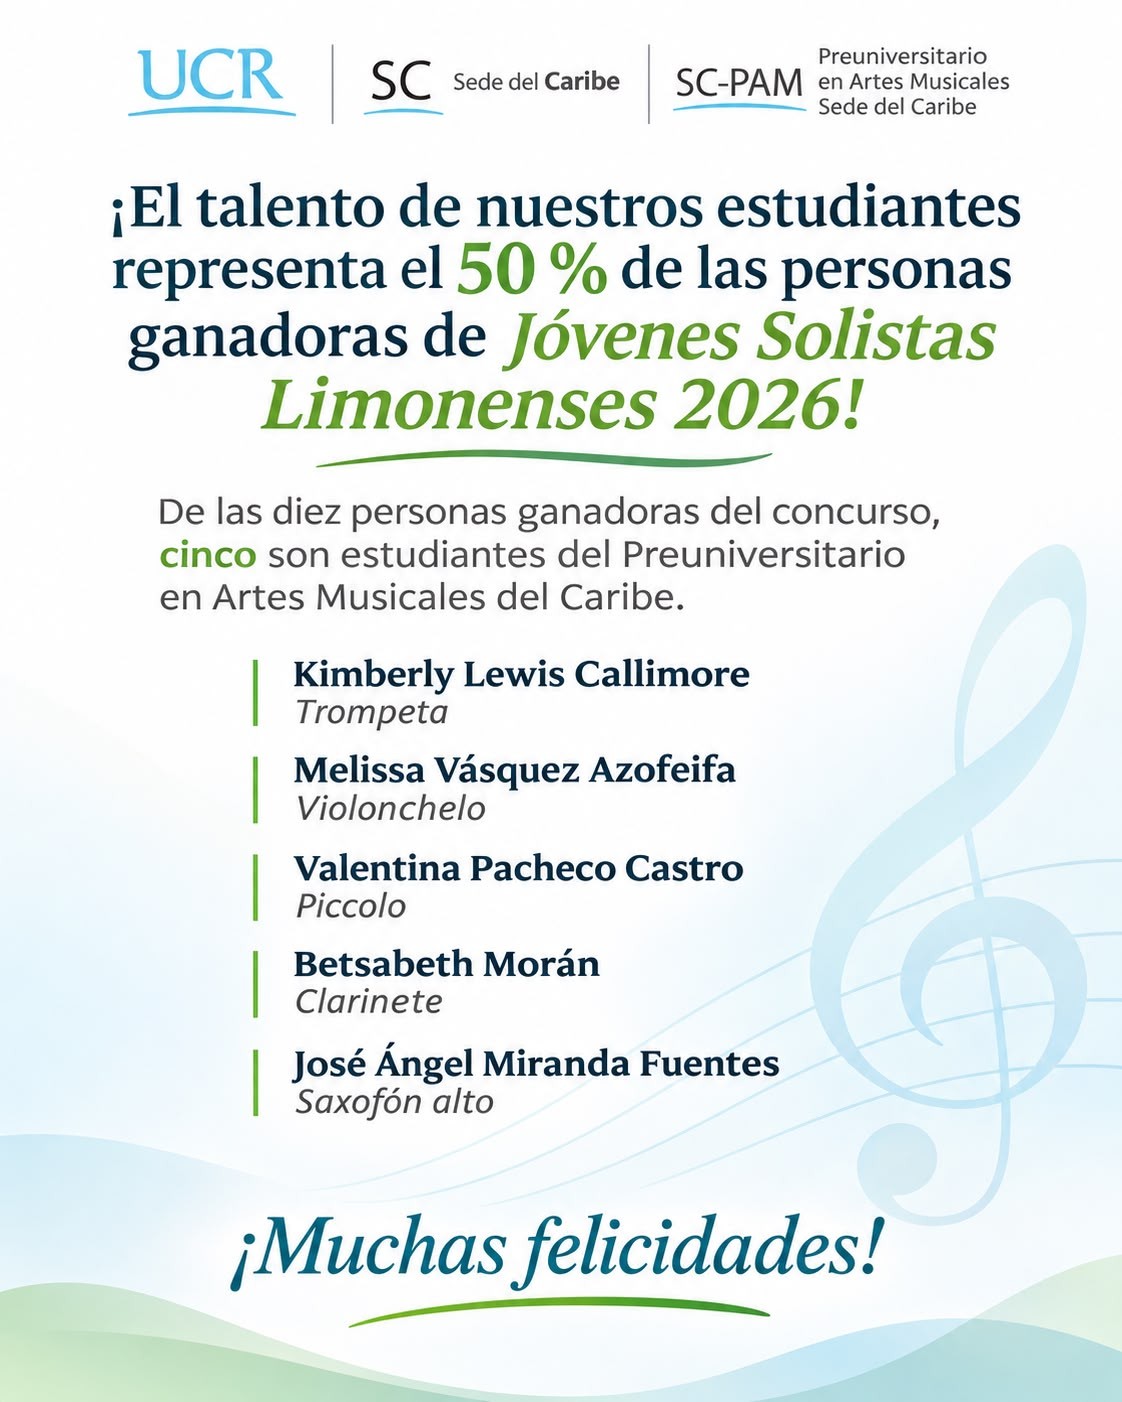 UCR
SC
Sede del Caribe
SC-PAM
Preuniversitario
en Artes Musicales
Sede del Caribe
¡El talento de nuestros estudiantes
representa el 50 % de las personas
ganadoras de Jóvenes Solistas
Limonenses 2026!
De las diez personas ganadoras del concurso,
cinco son estudiantes del Preuniversitario
en Artes Musicales del Caribe.
Kimberly Lewis Callimore
Trompeta
Melissa Vásquez Azofeifa
Violonchelo
Valentina Pacheco Castro
Piccolo
Betsabeth Morán
Clarinete
José Ángel Miranda Fuentes
Saxofón alto
¡Muchas felicidades!